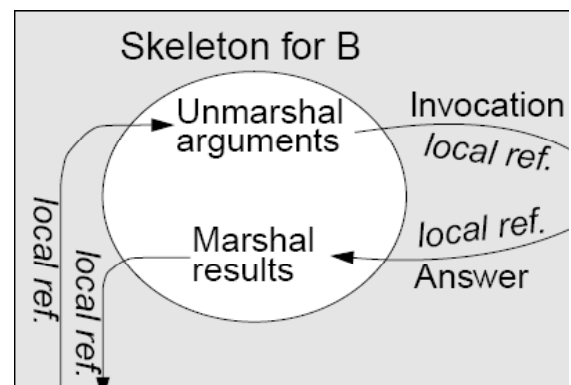 Skeleton for B
Unmarshal
arguments
Invocation
local ref.
local ref.
Answer
Marshal
results
local ref.
local ref.